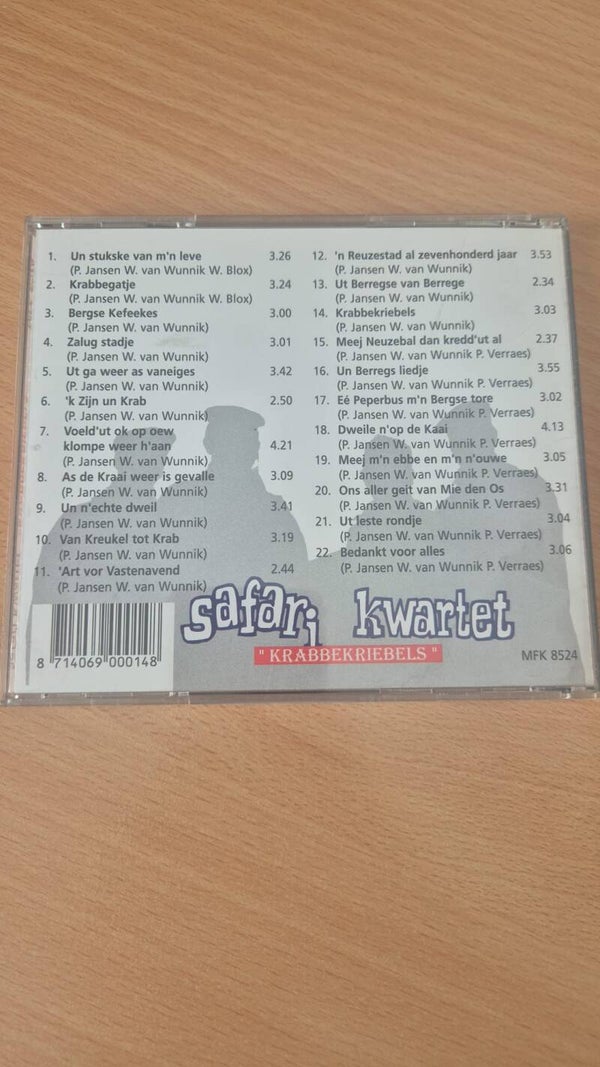 1. Un stukske van m'n leve 3.26
(P. Jansen W. van Wunnik W. Blox)
2. Krabbegatje 3.24
(P. Jansen W. van Wunnik W. Blox)
3. Bergse Kefeekes 3.00
(P. Jansen W. van Wunnik)
4. Zalug stadje 3.01
(P. Jansen W. van Wunnik)
5. Ut ga weer as vaneiges 3.42
(P. Jansen W. van Wunnik)
6. 'k Zijn un Krab 2.50
(P. Jansen W. van Wunnik)
7. Voeld'ut ok op oew
klompe weer h'aan 4.21
(P. Jansen W. van Wunnik)
8. As de Kraai weer is gevalle 3.09
(P. Jansen W. van Wunnik)
9. Un n'echte dweil 3.41
(P. Jansen W. van Wunnik)
10. Van Kreukel tot Krab 3.19
(P. Jansen W. van Wunnik)
11. 'Art vor Vastenavend 2.44
(P. Jansen W. van Wunnik)
12. 'n Reuzestad al zevenhonderd jaar 3.53
(P. Jansen W. van Wunnik)
13. Ut Berregse van Berrege 2.34
(P. Jansen W. van Wunnik)
14. Krabbekriebels 3.03
(P. Jansen W. van Wunnik)
15. Meej Neuzebal dan kredd'ut al 2.37
(P. Jansen W. van Wunnik P. Verraes)
16. Un Berregs liedje 3.55
(P. Jansen W. van Wunnik P. Verraes)
17. Eé Peperbus m'n Bergse tore 3.02
(P. Jansen W. van Wunnik P. Verraes)
18. Dweile n'op de Kaai 4.13
(P. Jansen W. van Wunnik P. Verraes)
19. Meej m'n ebbe en m'n n'ouwe 3.05
(P. Jansen W. van Wunnik P. Verraes)
20. Ons aller geit van Mie den Os 3.31
(P. Jansen W. van Wunnik P. Verraes)
21. Ut leste rondje 3.04
(P. Jansen W. van Wunnik P. Verraes)
22. Bedankt voor alles 3.06
(P. Jansen W. van Wunnik P. Verraes)
safari kwartet
"KRABBEKRIEBELS"
8 714069 000148
MFK 8524